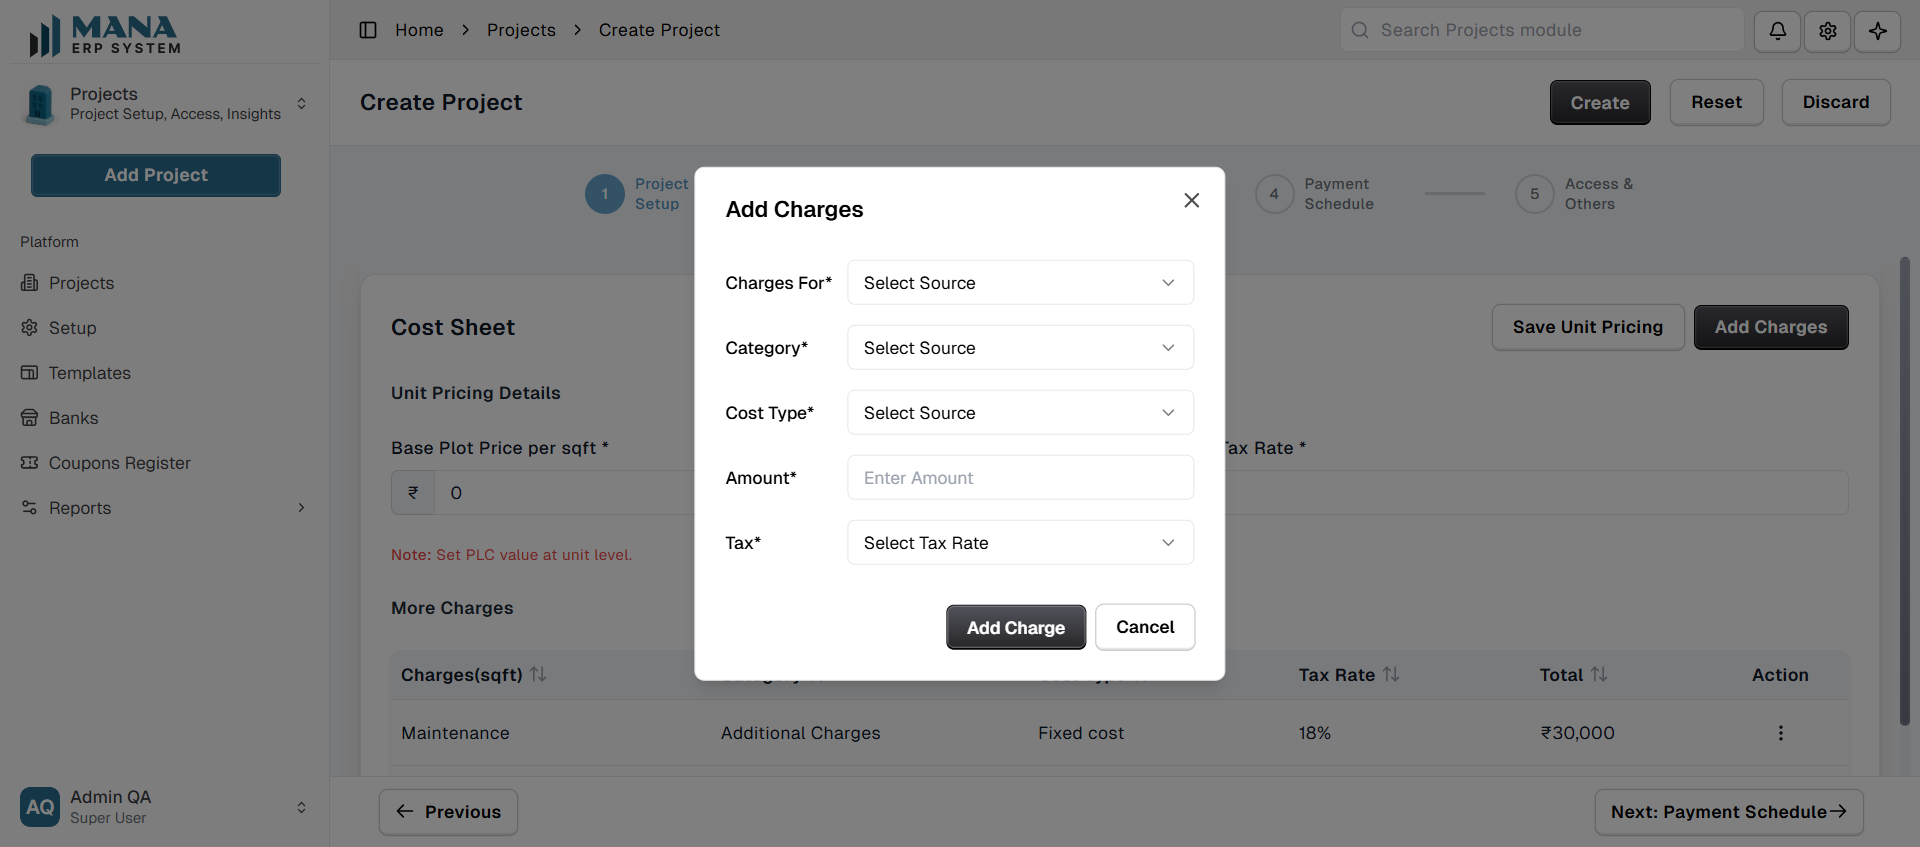 MANA
ERP SYSTEM
Home > Projects > Create Project
Search Projects module
Projects
Project Setup, Access, Insights
Create Project
Create
Reset
Discard
Add Project
1
Project
Setup
4
Payment
Schedule
5
Access &
Others
Platform
Projects
Setup
Templates
Banks
Coupons Register
Reports
Add Charges
Charges For*
Select Source
Category*
Select Source
Cost Type*
Select Source
Amount*
Enter Amount
Tax*
Select Tax Rate
Add Charge
Cancel
Cost Sheet
Save Unit Pricing
Add Charges
Unit Pricing Details
Base Plot Price per sqft *
Tax Rate *
₹
0
Note: Set PLC value at unit level.
More Charges
Charges(sqft)
Tax Rate
Total
Action
Maintenance
Additional Charges
Fixed cost
18%
₹30,000
AQ
Admin QA
Super User
Previous
Next: Payment Schedule